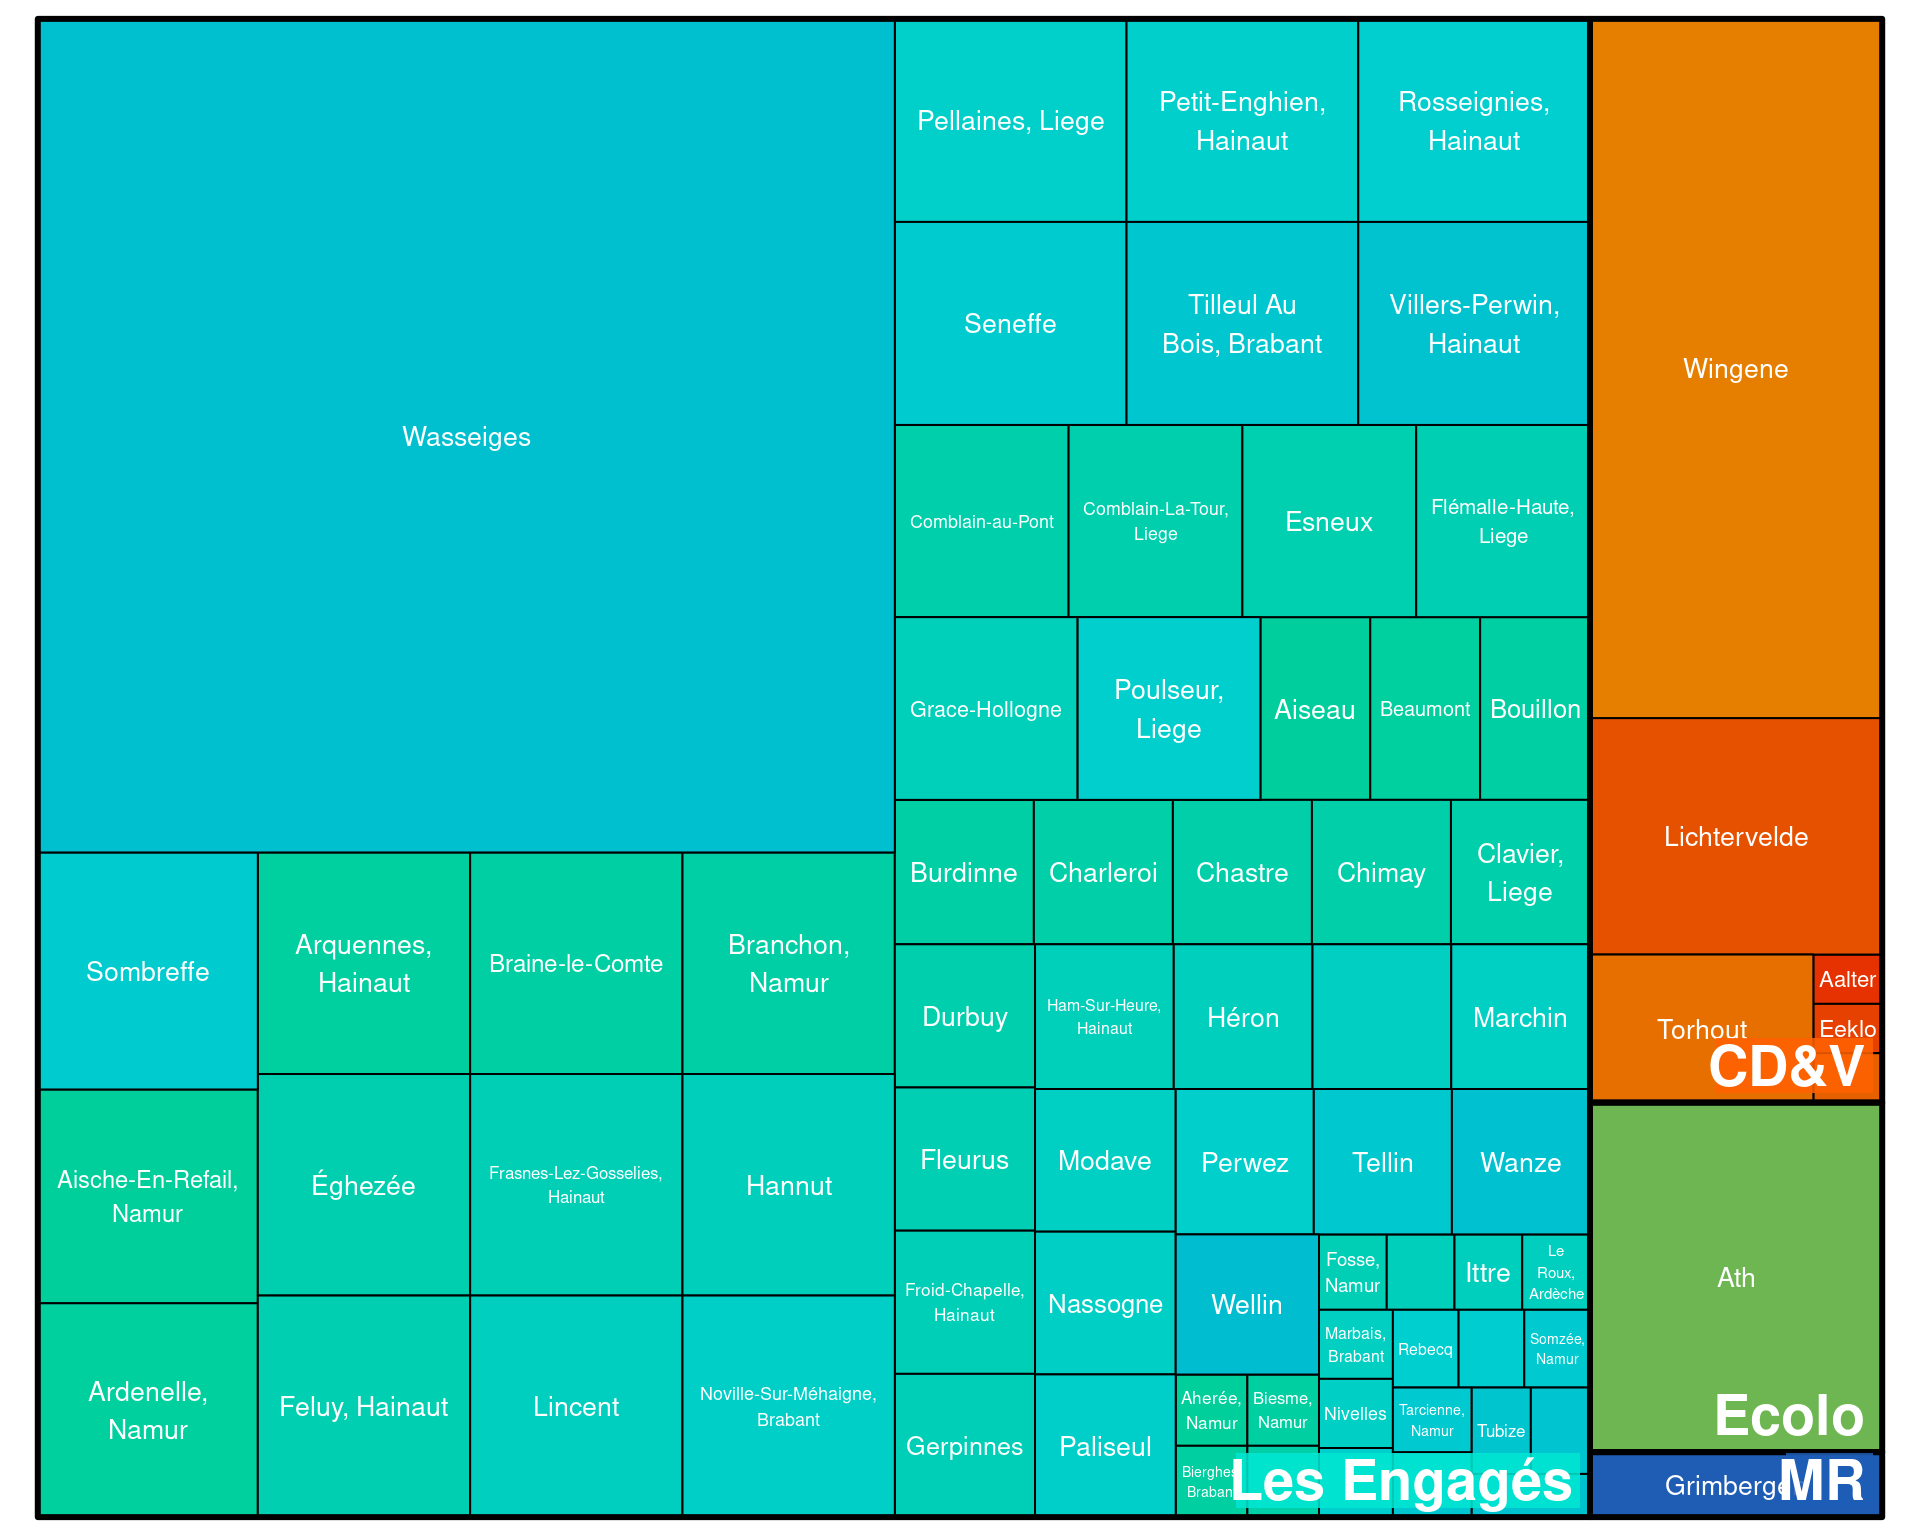 Wasseiges
Sombreffe
Aische-En-Refail,
Namur
Ardenelle,
Namur
Arquennes,
Hainaut
Braine-le-Comte
Branchon,
Namur
Éghezée
Frasnes-Lez-Gosselies,
Hainaut
Hannut
Feluy, Hainaut
Lincent
Noville-Sur-Méhaigne,
Brabant
Pellaines, Liege
Petit-Enghien,
Hainaut
Rosseignies,
Hainaut
Seneffe
Tilleul Au
Bois, Brabant
Villers-Perwin,
Hainaut
Comblain-au-Pont
Comblain-La-Tour,
Liege
Esneux
Flémalle-Haute,
Liege
Grace-Hollogne
Poulseur,
Liege
Aiseau
Beaumont
Bouillon
Burdinne
Charleroi
Chastre
Chimay
Clavier,
Liege
Durbuy
Ham-Sur-Heure,
Hainaut
Héron
Marchin
Fleurus
Modave
Perwez
Tellin
Wanze
Froid-Chapelle,
Hainaut
Nassogne
Wellin
Fosse,
Namur
Ittre
Le
Roux,
Ardèche
Marbais,
Brabant
Rebecq
Somzée,
Namur
Gerpinnes
Paliseul
Aherée,
Namur
Biesme,
Namur
Nivelles
Tarcienne,
Namur
Tubize
Bierghes,
Brabant
Les Engagés
Wingene
Lichtervelde
Torhout
Aalter
Eeklo
CD&V
Ath
Ecolo
Grimberge
MR